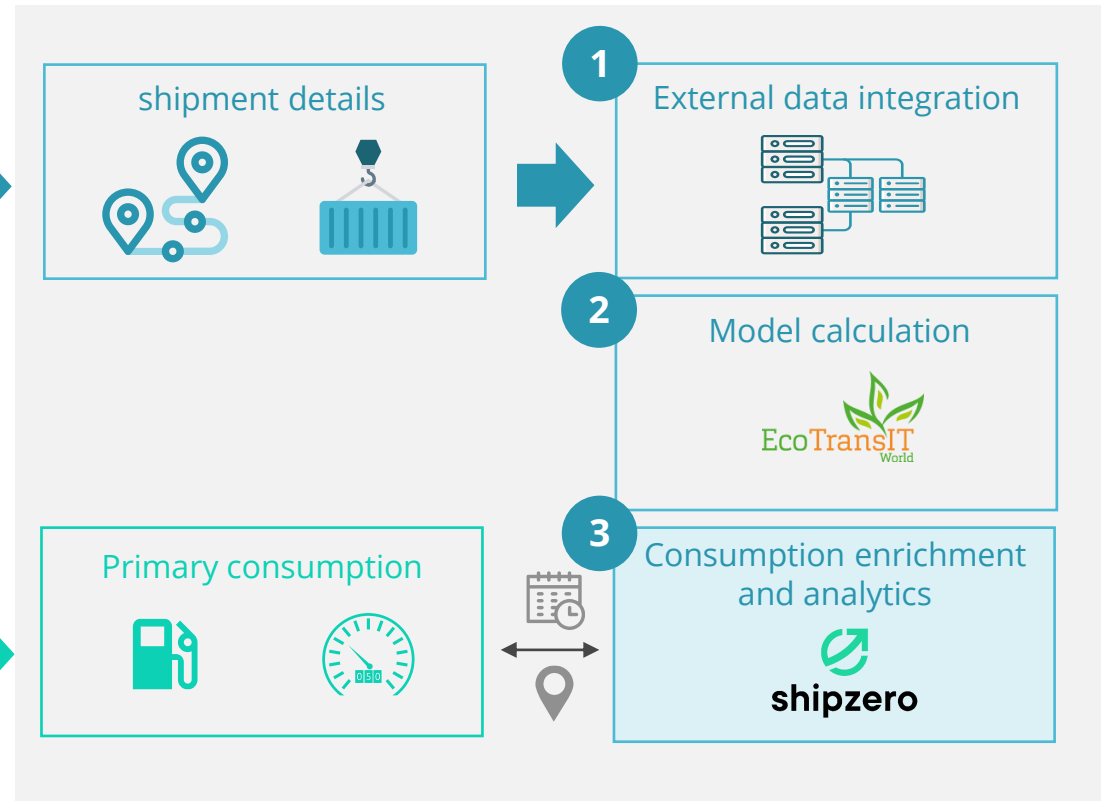 shipment details
1
External data integration
2
Model calculation
EcoTransIT
World
Primary consumption
050
3
Consumption enrichment
and analytics
shipzero